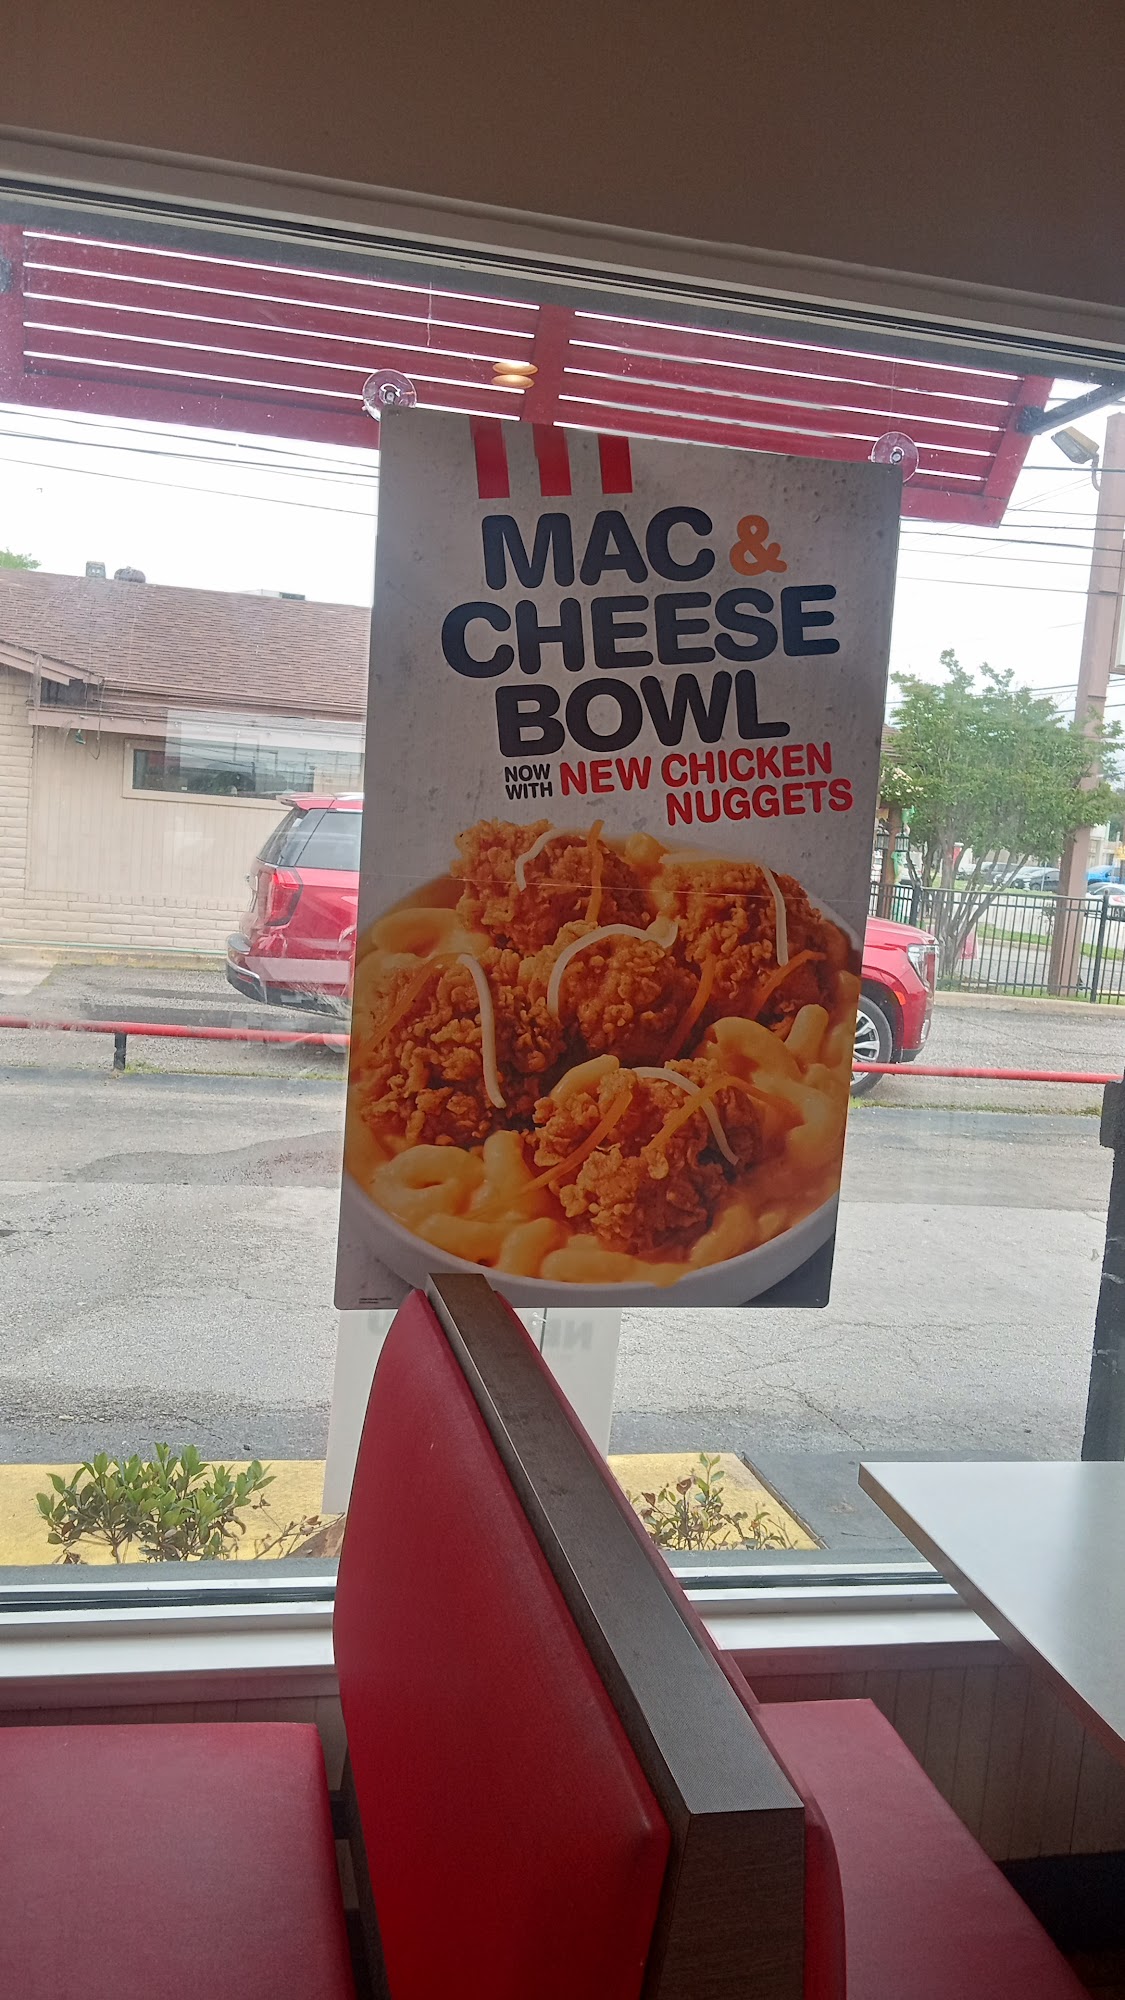 MAC &
CHEESE
BOWL
NOW WITH NEW CHICKEN
NUGGETS